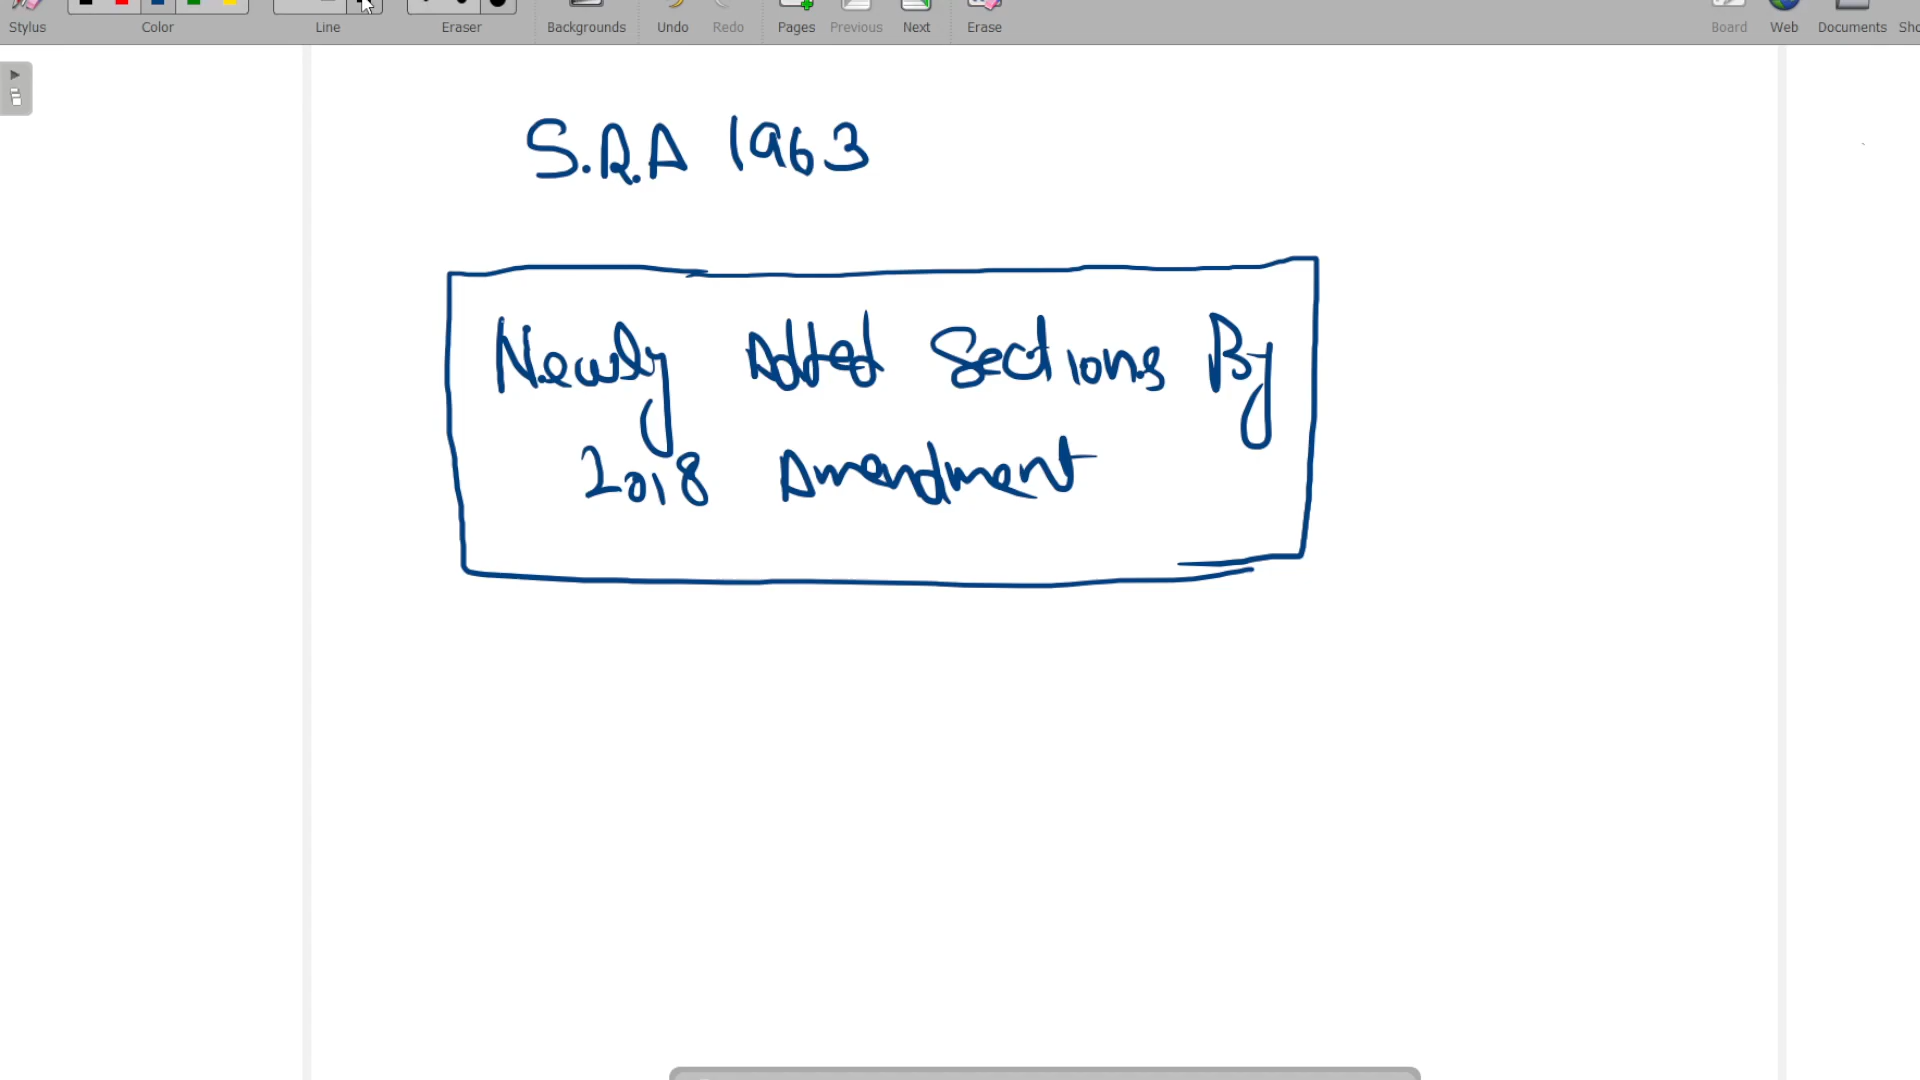 Stylus Color Line Eraser Backgrounds Undo Redo Pages Previous Next Erase Board Web Documents Sho
S.R.A 1963
Newly Added Sections By
2018 Amendment